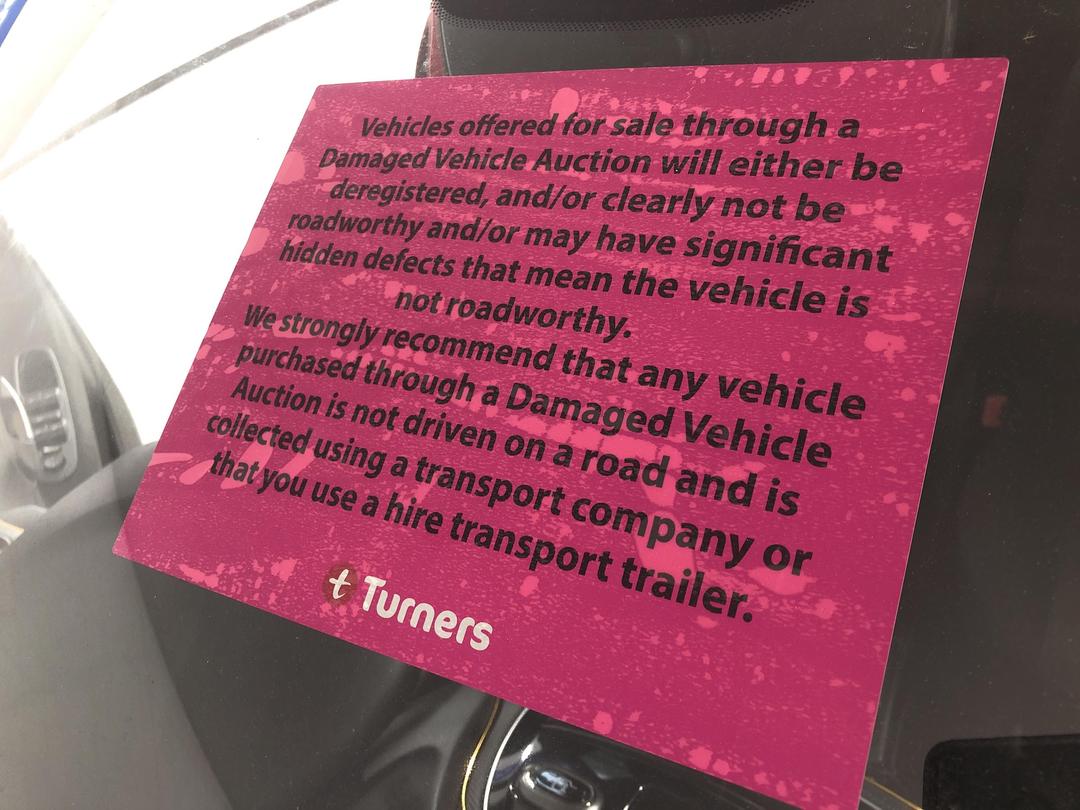 Vehicles offered for sale through a
Damaged Vehicle Auction will either be
deregistered, and/or clearly not be
roadworthy and/or may have significant
hidden defects that mean the vehicle is
not roadworthy.
We strongly recommend that any vehicle
purchased through a Damaged Vehicle
Auction is not driven on a road and is
collected using a transport company or
that you use a hire transport trailer.
t Turners